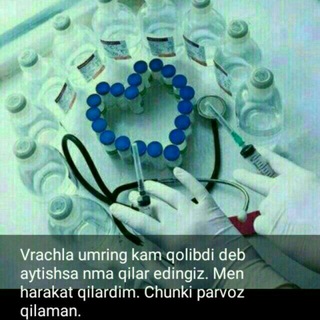 Vrachla umring kam qolibdi deb
aytishsa nma qilar edingiz. Men
harakat qilardim. Chunki parvoz
qilaman.